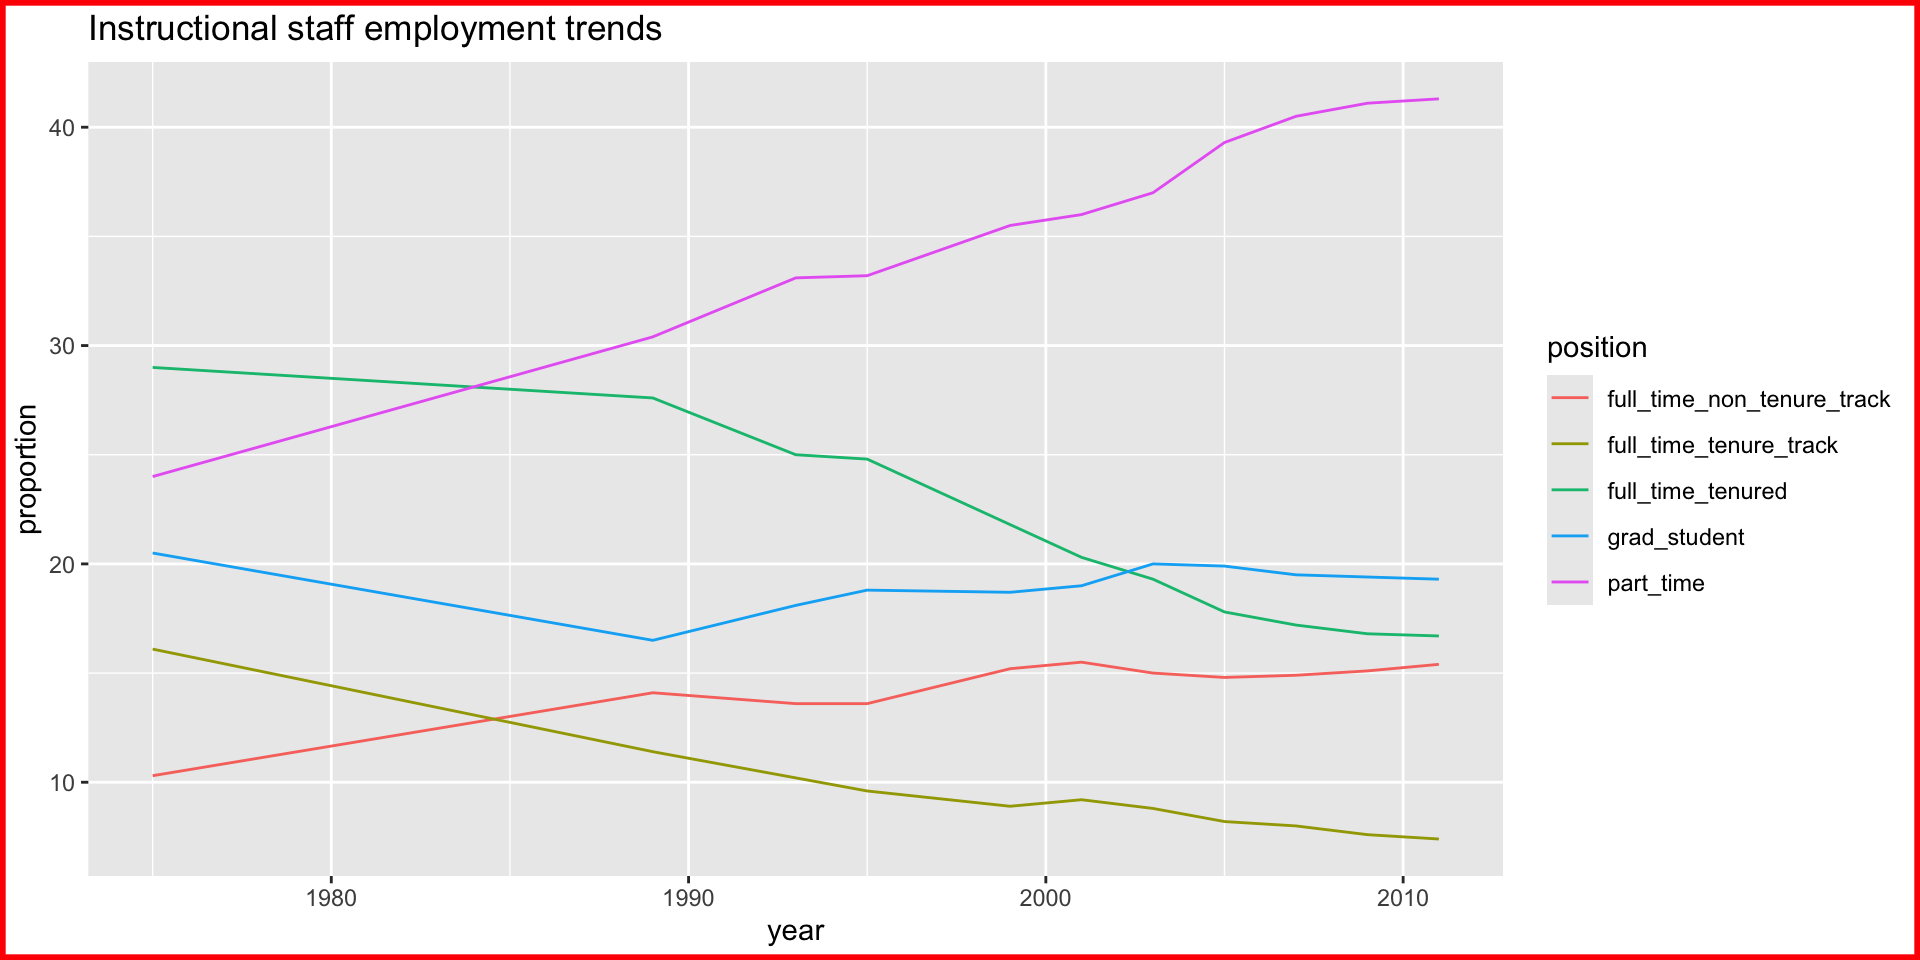 Instructional staff employment trends
40
30
20
10
proportion
1980
1990
2000
2010
year
position
full_time_non_tenure_track
full_time_tenure_track
full_time_tenured
grad_student
part_time